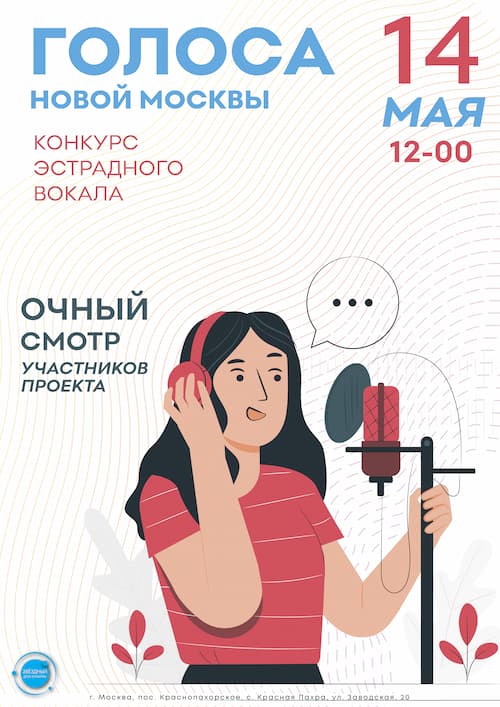 ГОЛОСА
НОВОЙ МОСКВЫ
КОНКУРС
ЭСТРАДНОГО
ВОКАЛА
14
МАЯ
12-00
ОЧНЫЙ
СМОТР
УЧАСТНИКОВ
ПРОЕКТА
ЗВЁЗДНЫЙ
г. Москва, пос. Краснопахорское, с. Красная Пахра, ул. Заводская, 20